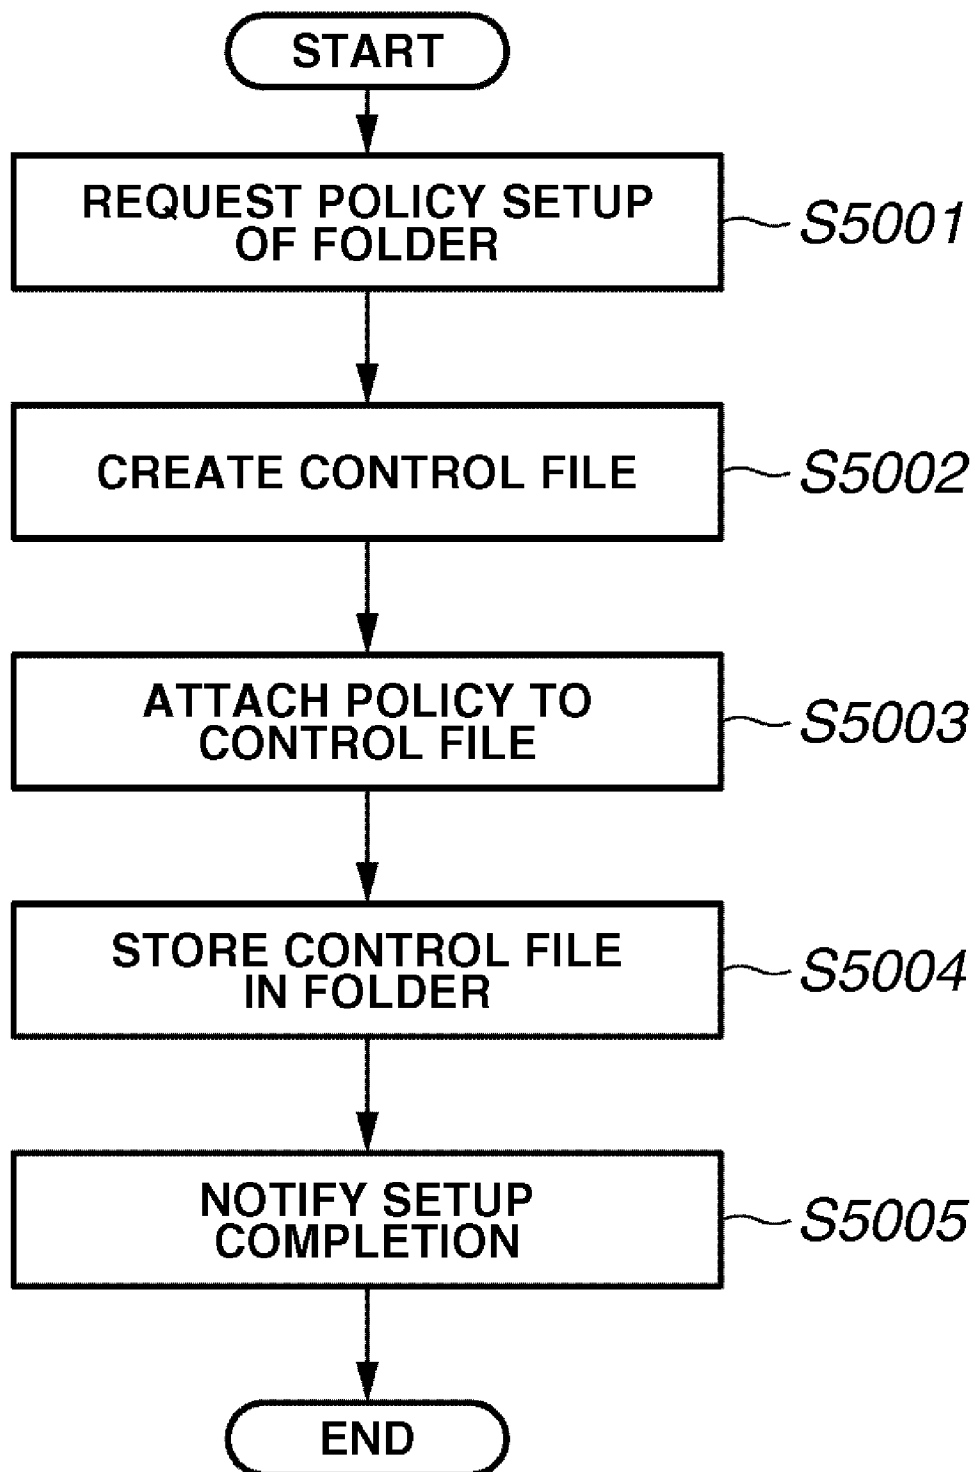 START
REQUEST POLICY SETUP
OF FOLDER
S5001
CREATE CONTROL FILE
S5002
ATTACH POLICY TO
CONTROL FILE
S5003
STORE CONTROL FILE
IN FOLDER
S5004
NOTIFY SETUP
COMPLETION
S5005
END